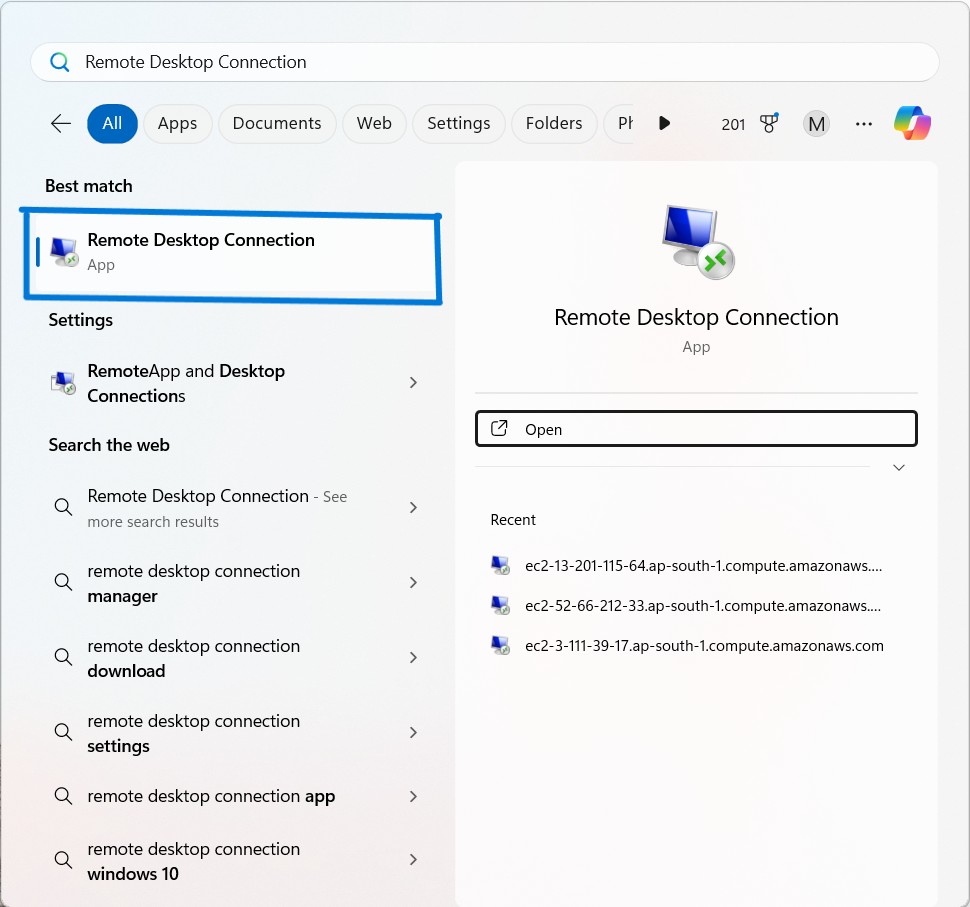 Remote Desktop Connection
All
Apps
Documents
Web
Settings
Folders
Ph
201
M
Best match
Remote Desktop Connection
App
Settings
RemoteApp and Desktop
Connections
Search the web
Remote Desktop Connection - See
more search results
remote desktop connection
manager
remote desktop connection
download
remote desktop connection
settings
remote desktop connection app
remote desktop connection
windows 10
Remote Desktop Connection
App
Open
Recent
ec2-13-201-115-64.ap-south-1.compute.amazonaws....
ec2-52-66-212-33.ap-south-1.compute.amazonaws....
ec2-3-111-39-17.ap-south-1.compute.amazonaws.com